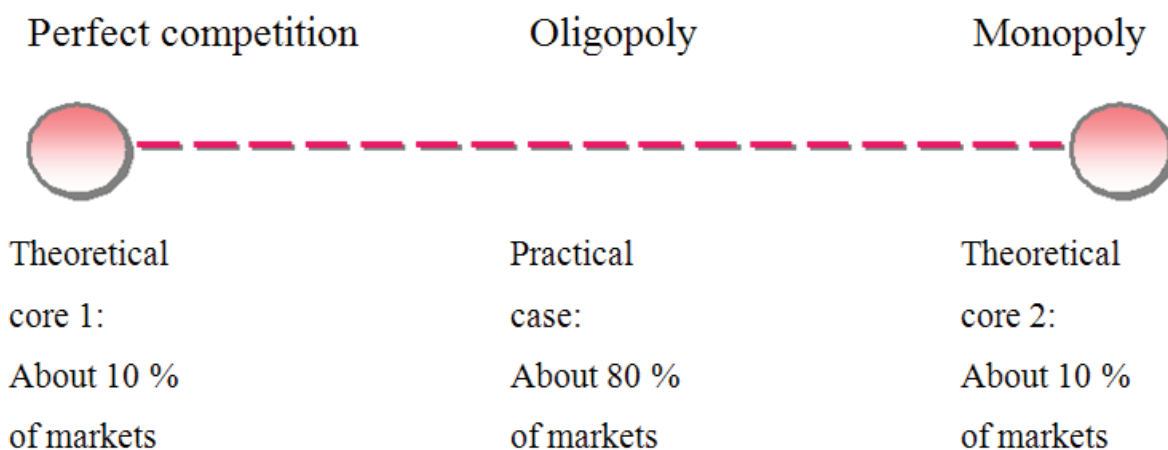 Perfect competition
Oligopoly
Monopoly
Theoretical
core 1:
About 10 %
of markets
Practical
case:
About 80 %
of markets
Theoretical
core 2:
About 10 %
of markets